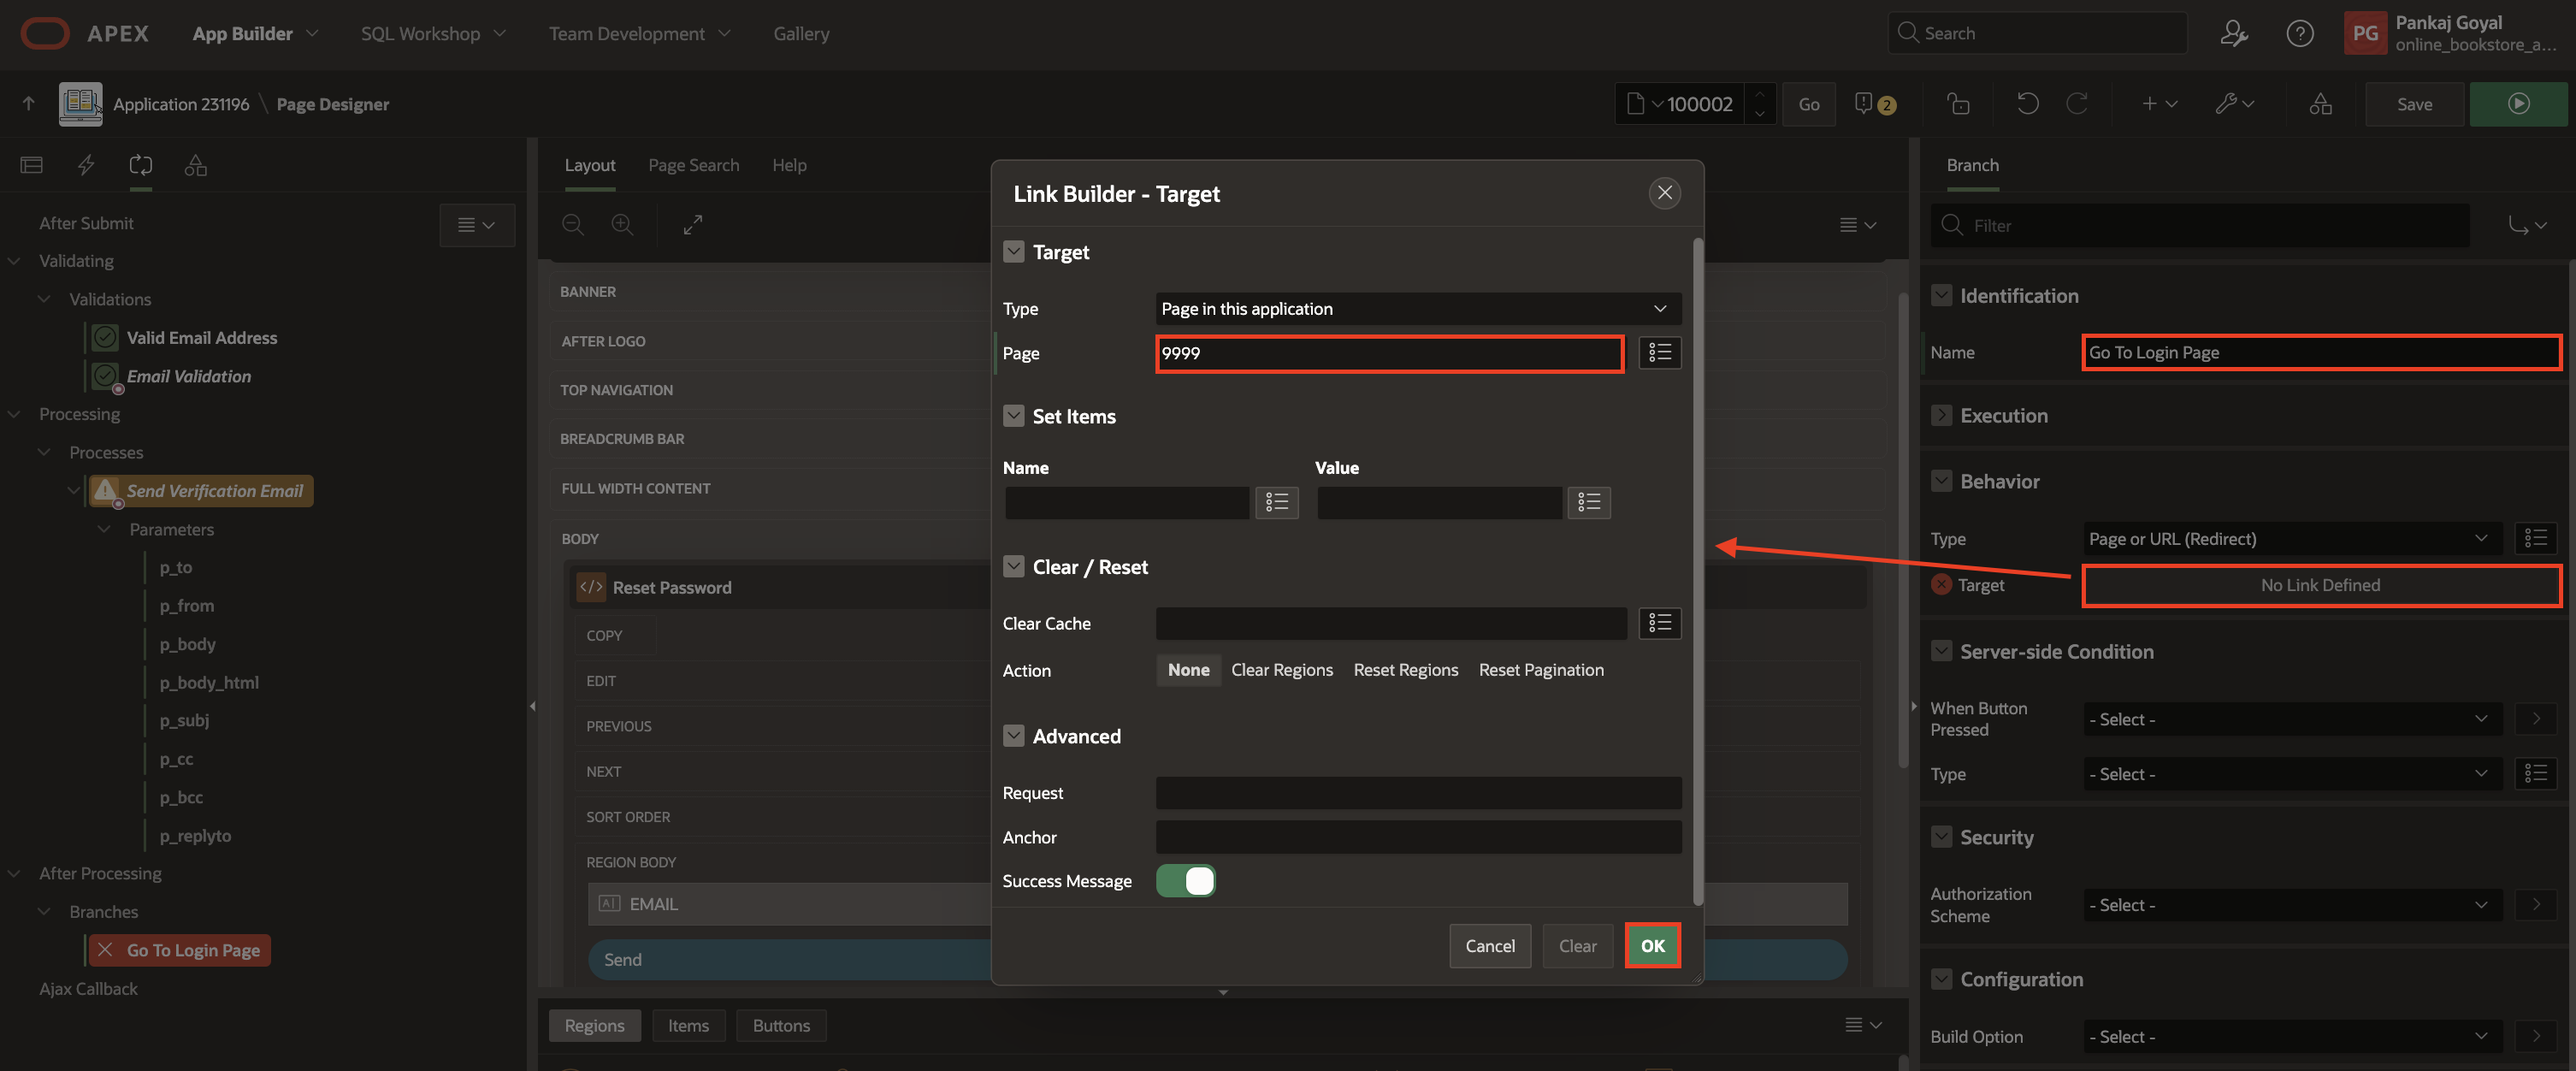 APEX App Builder SQL Workshop Team Development Gallery Search PG Pankaj Goyal
online_bookstore_a...
Application 231196 \ Page Designer 100002 Go 2 Save
Layout Page Search Help
Branch
After Submit
Validating
Validations
Valid Email Address
Email Validation
Processing
Processes
Send Verification Email
Parameters
p_to
p_from
p_body
p_body_html
p_subj
p_cc
p_bcc
p_replyto
After Processing
Branches
Go To Login Page
Ajax Callback
BANNER
AFTER LOGO
TOP NAVIGATION
BREADCRUMB BAR
FULL WIDTH CONTENT
BODY
Reset Password
COPY
EDIT
PREVIOUS
NEXT
SORT ORDER
REGION BODY
EMAIL
Send
Regions Items Buttons
Link Builder - Target
Target
Type Page in this application
Page 9999
Set Items
Name Value
Clear / Reset
Clear Cache
Action None Clear Regions Reset Regions Reset Pagination
Advanced
Request
Anchor
Success Message
Cancel Clear OK
Filter
Identification
Name Go To Login Page
Execution
Behavior
Type Page or URL (Redirect)
Target No Link Defined
Server-side Condition
When Button
Pressed - Select -
Type - Select -
Security
Authorization
Scheme - Select -
Configuration
Build Option - Select -